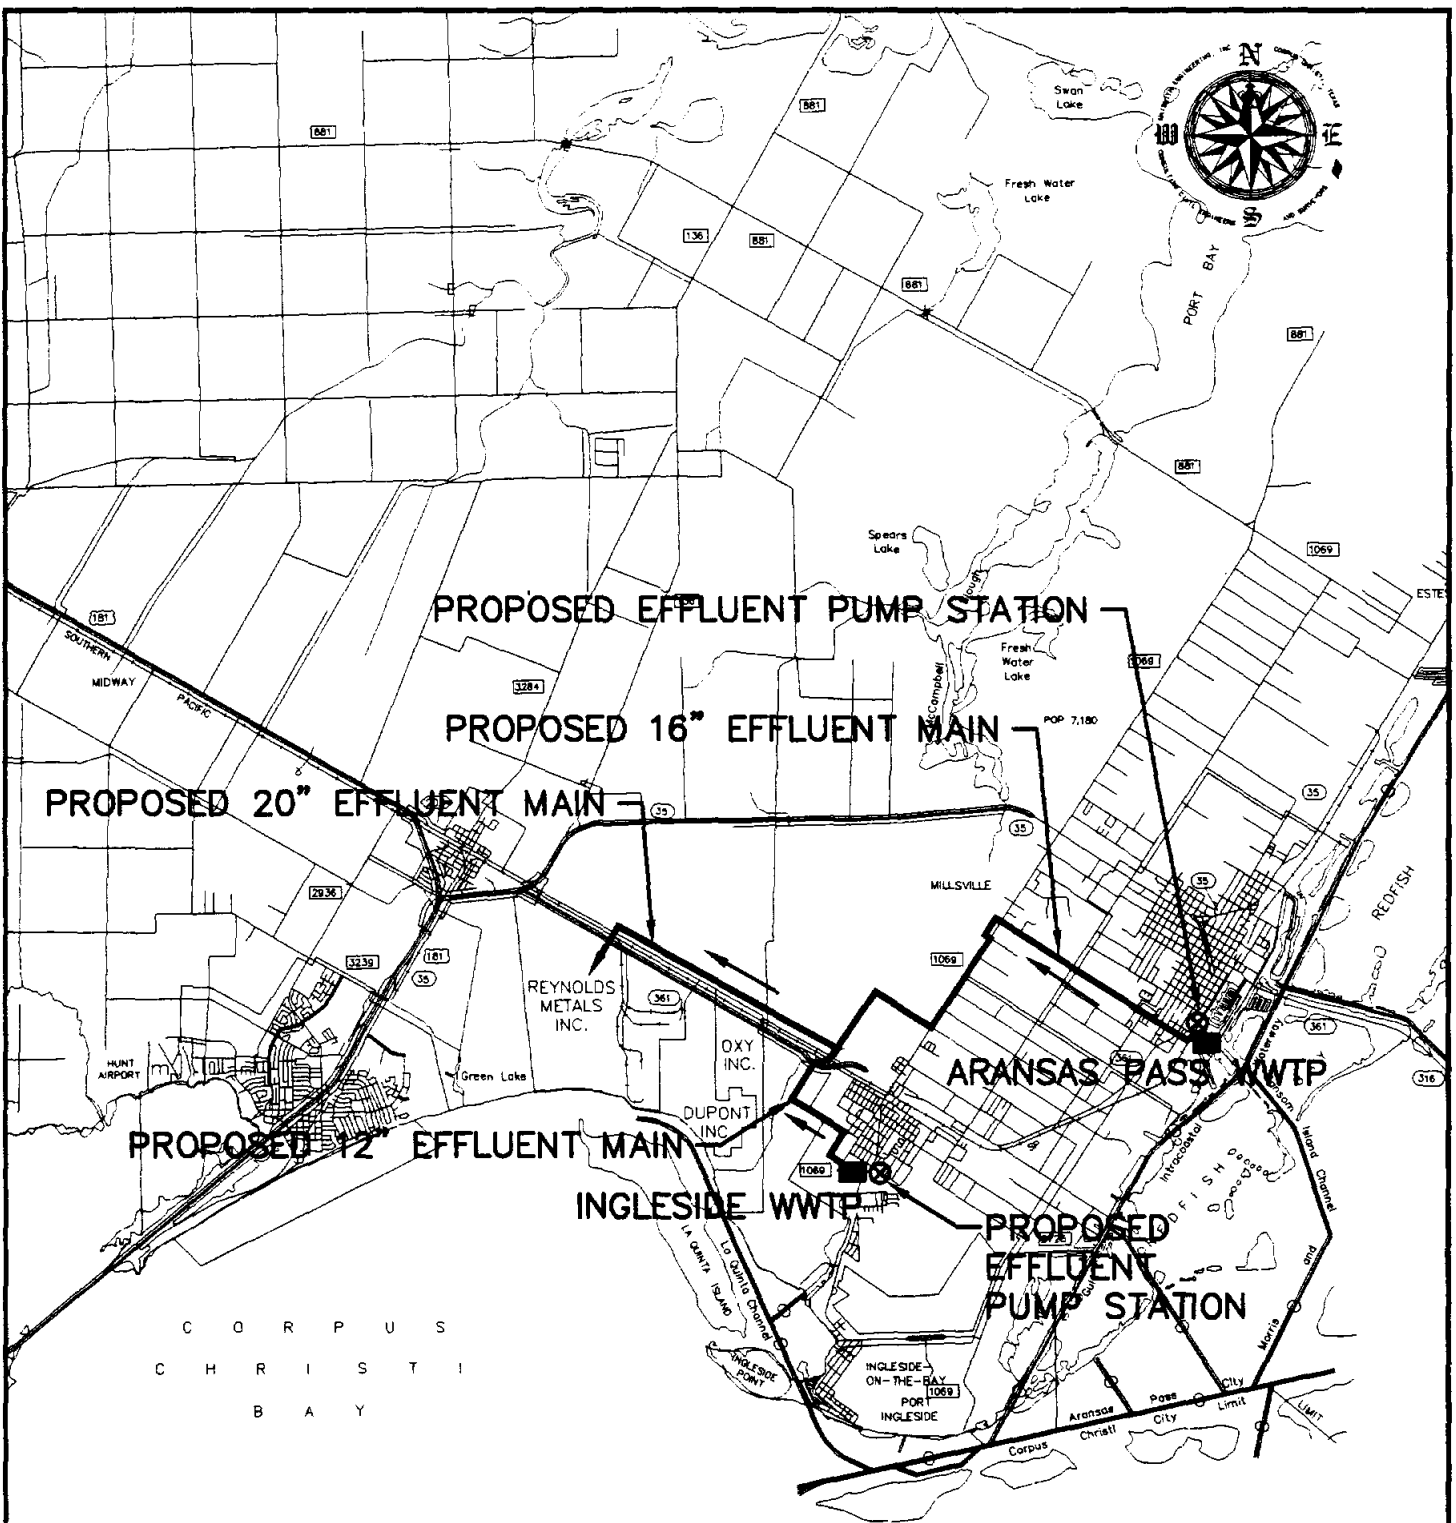 N
W
E
S
Swan
Lake
881
881
Fresh Water
Lake
136
881
881
PORT BAY
881
881
Spears
Lake
1069
PROPOSED EFFLUENT PUMP STATION
181
SOUTHERN
PACIFIC
MIDWAY
Fresh
Water
Lake
1069
3284
McCampbell
PROPOSED 16" EFFLUENT MAIN
POP 7,180
PROPOSED 20" EFFLUENT MAIN
35
35
35
MILLSVILLE
35
REDFISH
2936
1069
3239
181
35
REYNOLDS
METALS
INC.
361
OXY
INC.
361
HUNT
AIRPORT
Green Lake
ARANSAS PASS WWTP
316
DUPONT
INC
PROPOSED 12" EFFLUENT MAIN
1069
INGLESIDE WWTP
Intracoastal
Waterway
Island Channel
Morris and
PROPOSED
EFFLUENT
PUMP STATION
LA QUINTA ISLAND
La Quinta Channel
CORPUS
CHRISTI
BAY
INGLESIDE
POINT
INGLESIDE-
ON-THE-BAY
1069
PORT
INGLESIDE
Aransas Pass City Limit
Corpus Christi City LIMIT